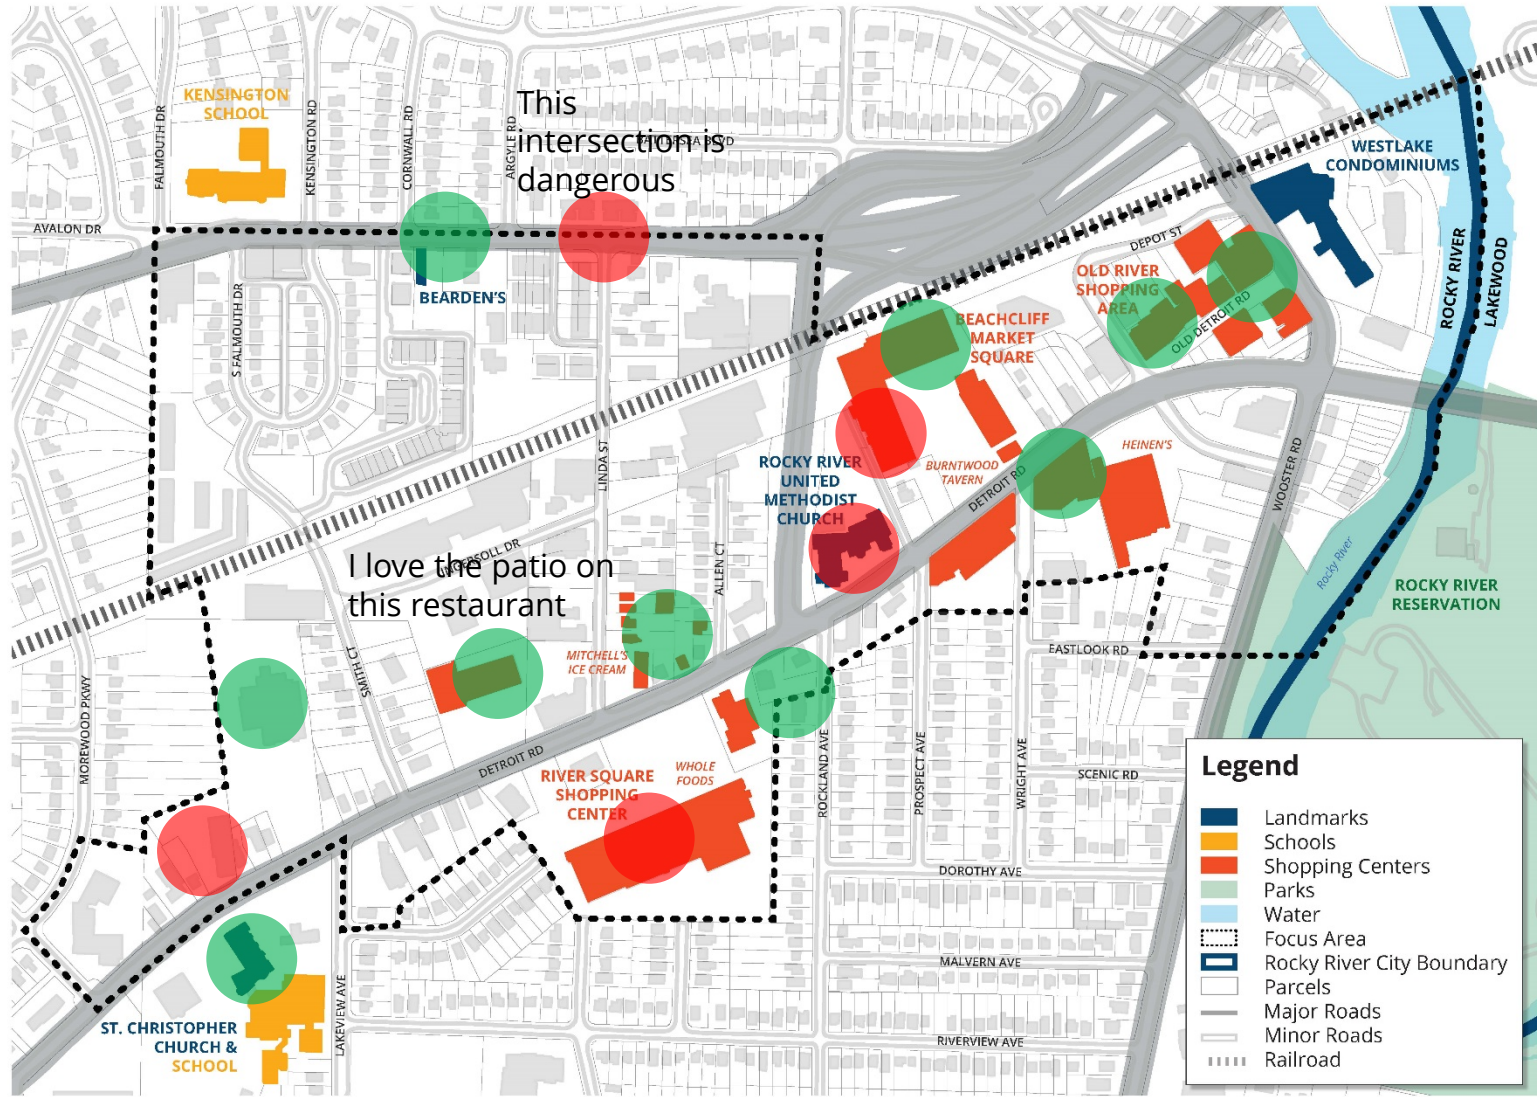 This
intersection is
dangerous
KENSINGTON
SCHOOL
FALMOUTH DR
KENSINGTON RD
CORNWALL RD
ARGYLE RD
BATTERSEA BLVD
WESTLAKE
CONDOMINIUMS
AVALON DR
DEPOT ST
ROCKY RIVER
LAKEWOOD
OLD RIVER
SHOPPING
AREA
OLD DETROIT RD
BEARDEN'S
S FALMOUTH DR
BEACHCLIFF
MARKET
SQUARE
LINDA ST
ROCKY RIVER
UNITED
METHODIST
CHURCH
BURNTWOOD
TAVERN
HEINEN'S
DETROIT RD
WOOSTER RD
Rocky River
ROCKY RIVER
RESERVATION
I love the patio on
this restaurant
INGERSOLL DR
ALLEN CT
MITCHELL'S
ICE CREAM
SMITH CT
EASTLOOK RD
MOREWOOD PKWY
DETROIT RD
RIVER SQUARE
SHOPPING
CENTER
WHOLE
FOODS
ROCKLAND AVE
PROSPECT AVE
WRIGHT AVE
SCENIC RD
DOROTHY AVE
MALVERN AVE
RIVERVIEW AVE
LAKEVIEW AVE
ST. CHRISTOPHER
CHURCH &
SCHOOL
Legend
Landmarks
Schools
Shopping Centers
Parks
Water
Focus Area
Rocky River City Boundary
Parcels
Major Roads
Minor Roads
Railroad